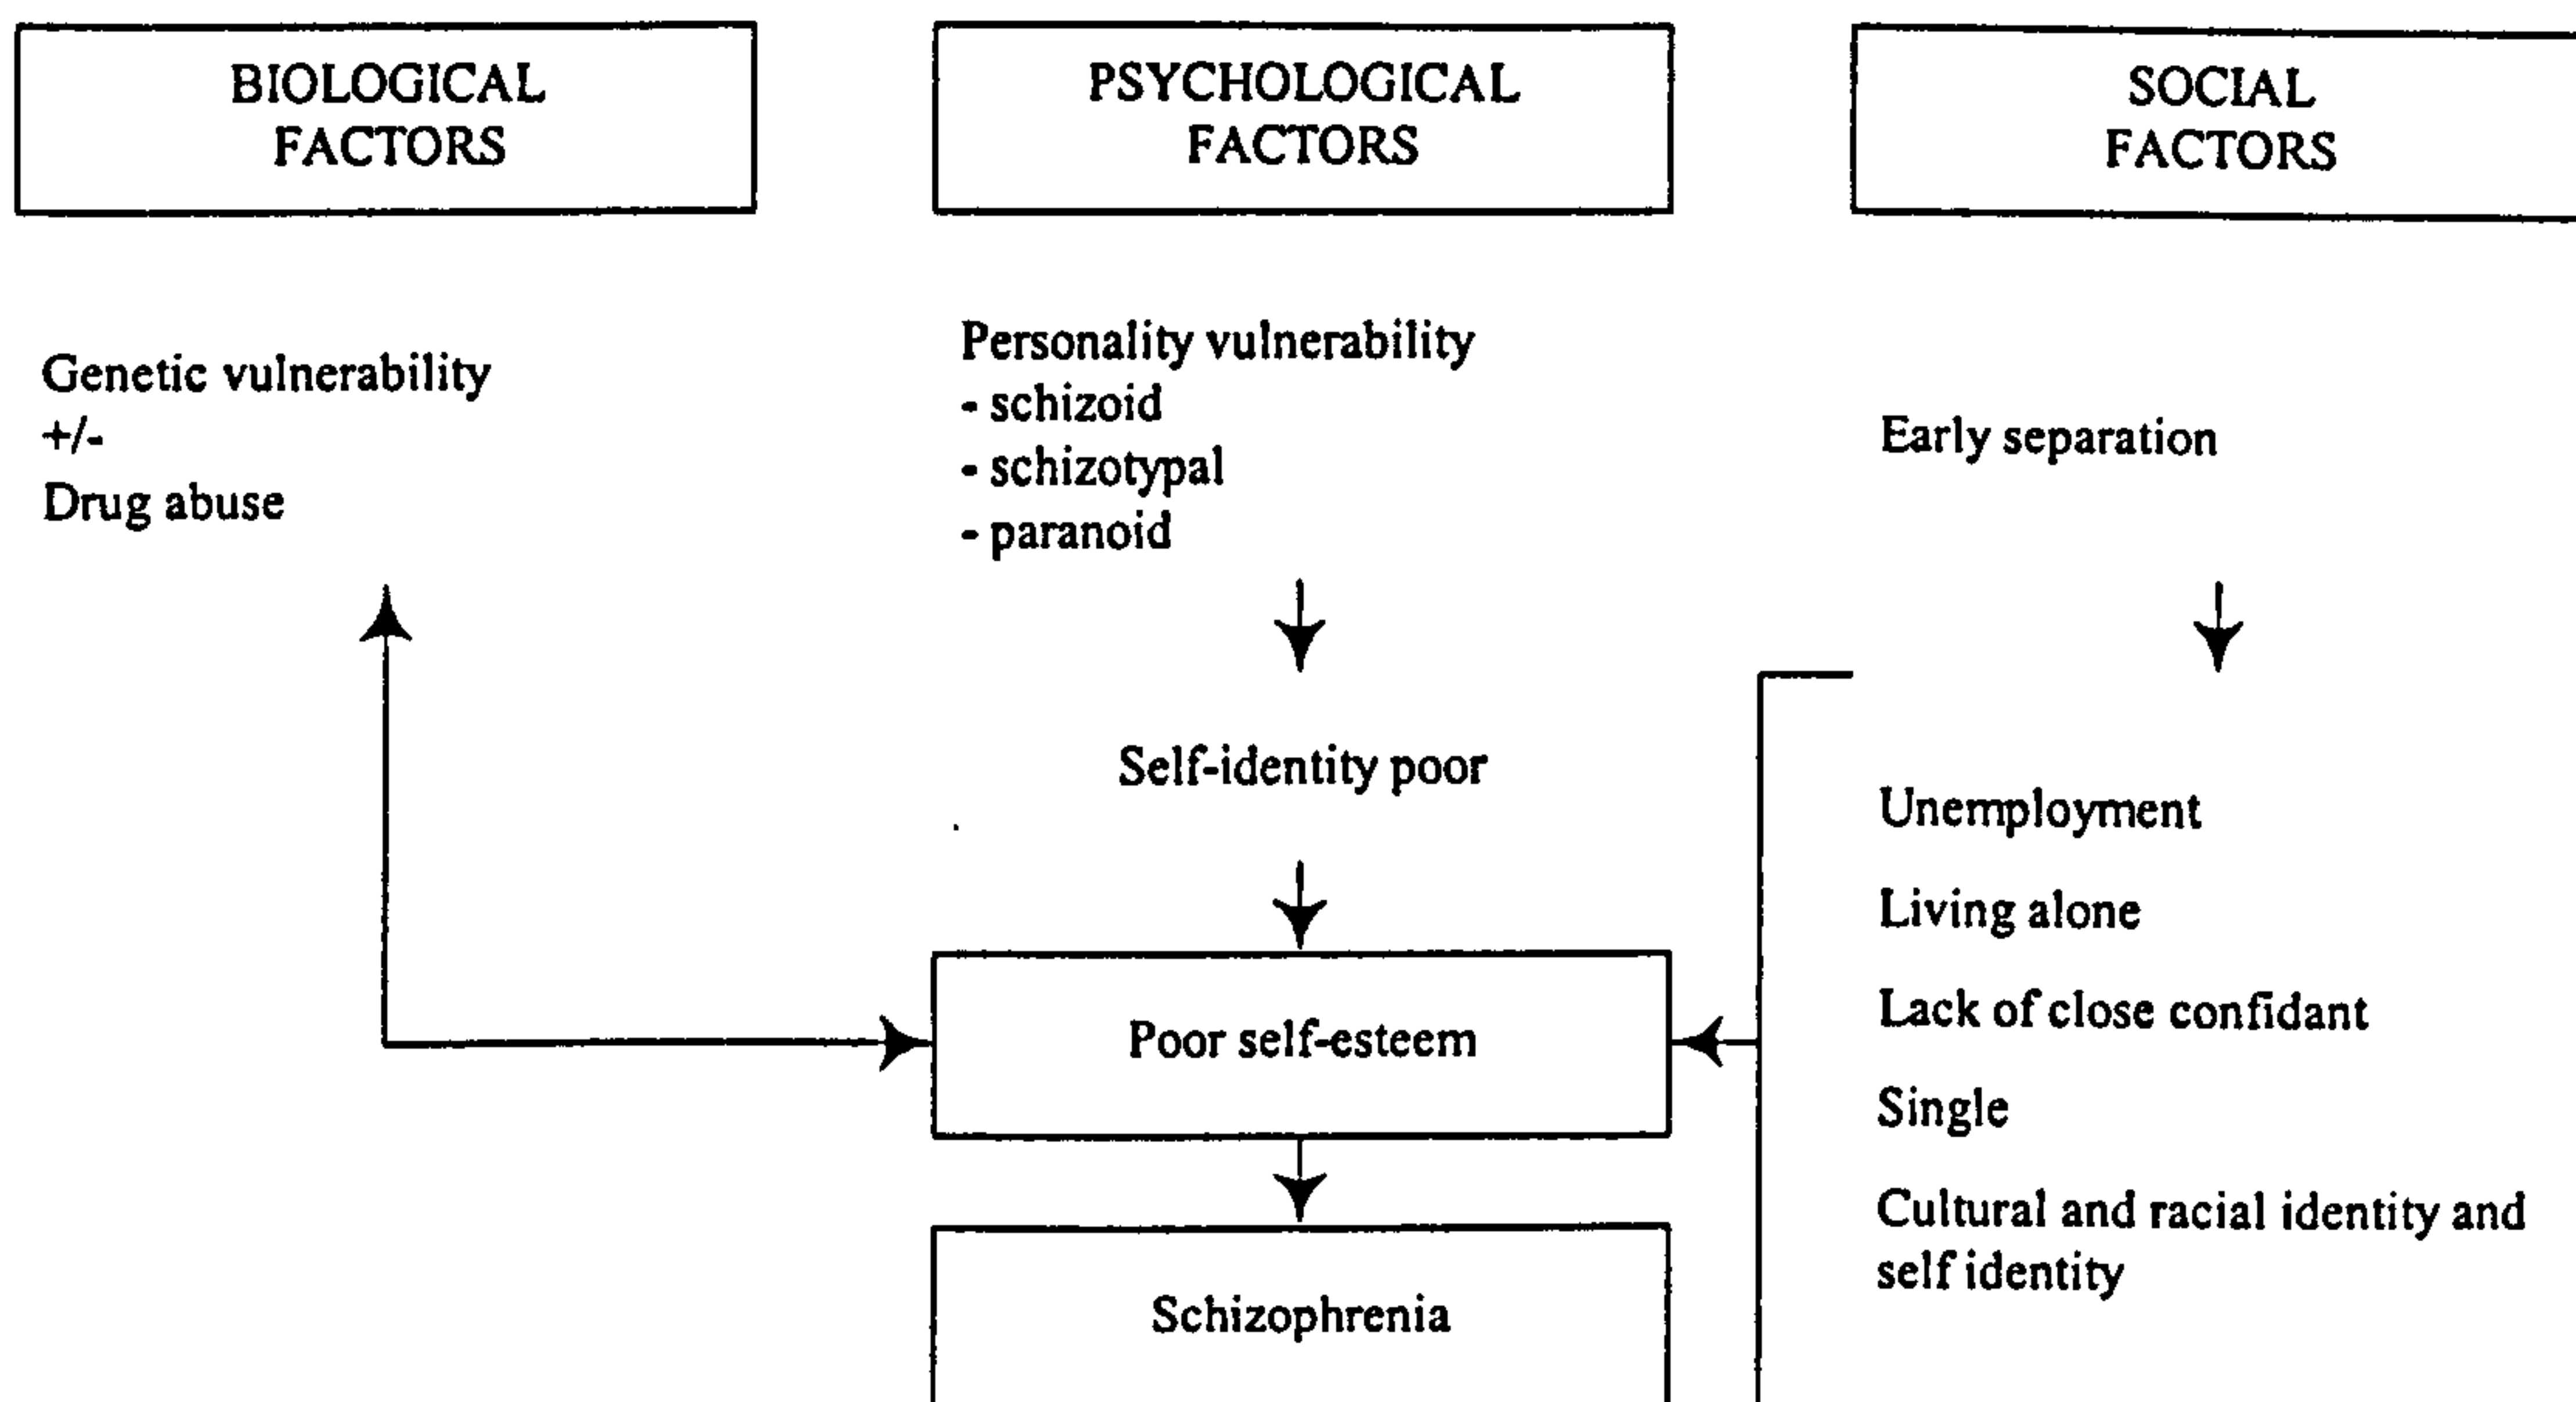 BIOLOGICAL
FACTORS
PSYCHOLOGICAL
FACTORS
SOCIAL
FACTORS
Genetic vulnerability
+/-
Drug abuse
Personality vulnerability
- schizoid
- schizotypal
- paranoid
Early separation
Self-identity poor
Unemployment
Living alone
Lack of close confidant
Single
Cultural and racial identity and
self identity
Poor self-esteem
Schizophrenia